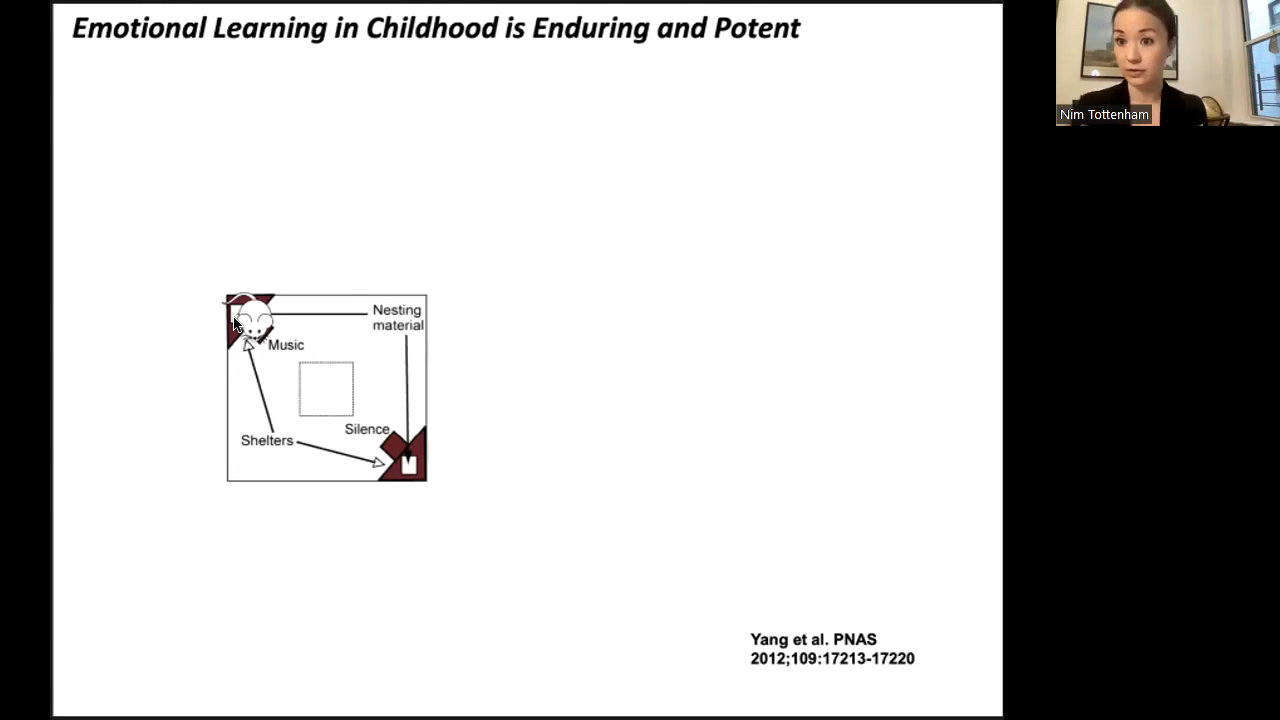 Emotional Learning in Childhood is Enduring and Potent
Nim Tottenham
Nesting
material
Music
Silence
Shelters
Yang et al. PNAS
2012;109:17213-17220